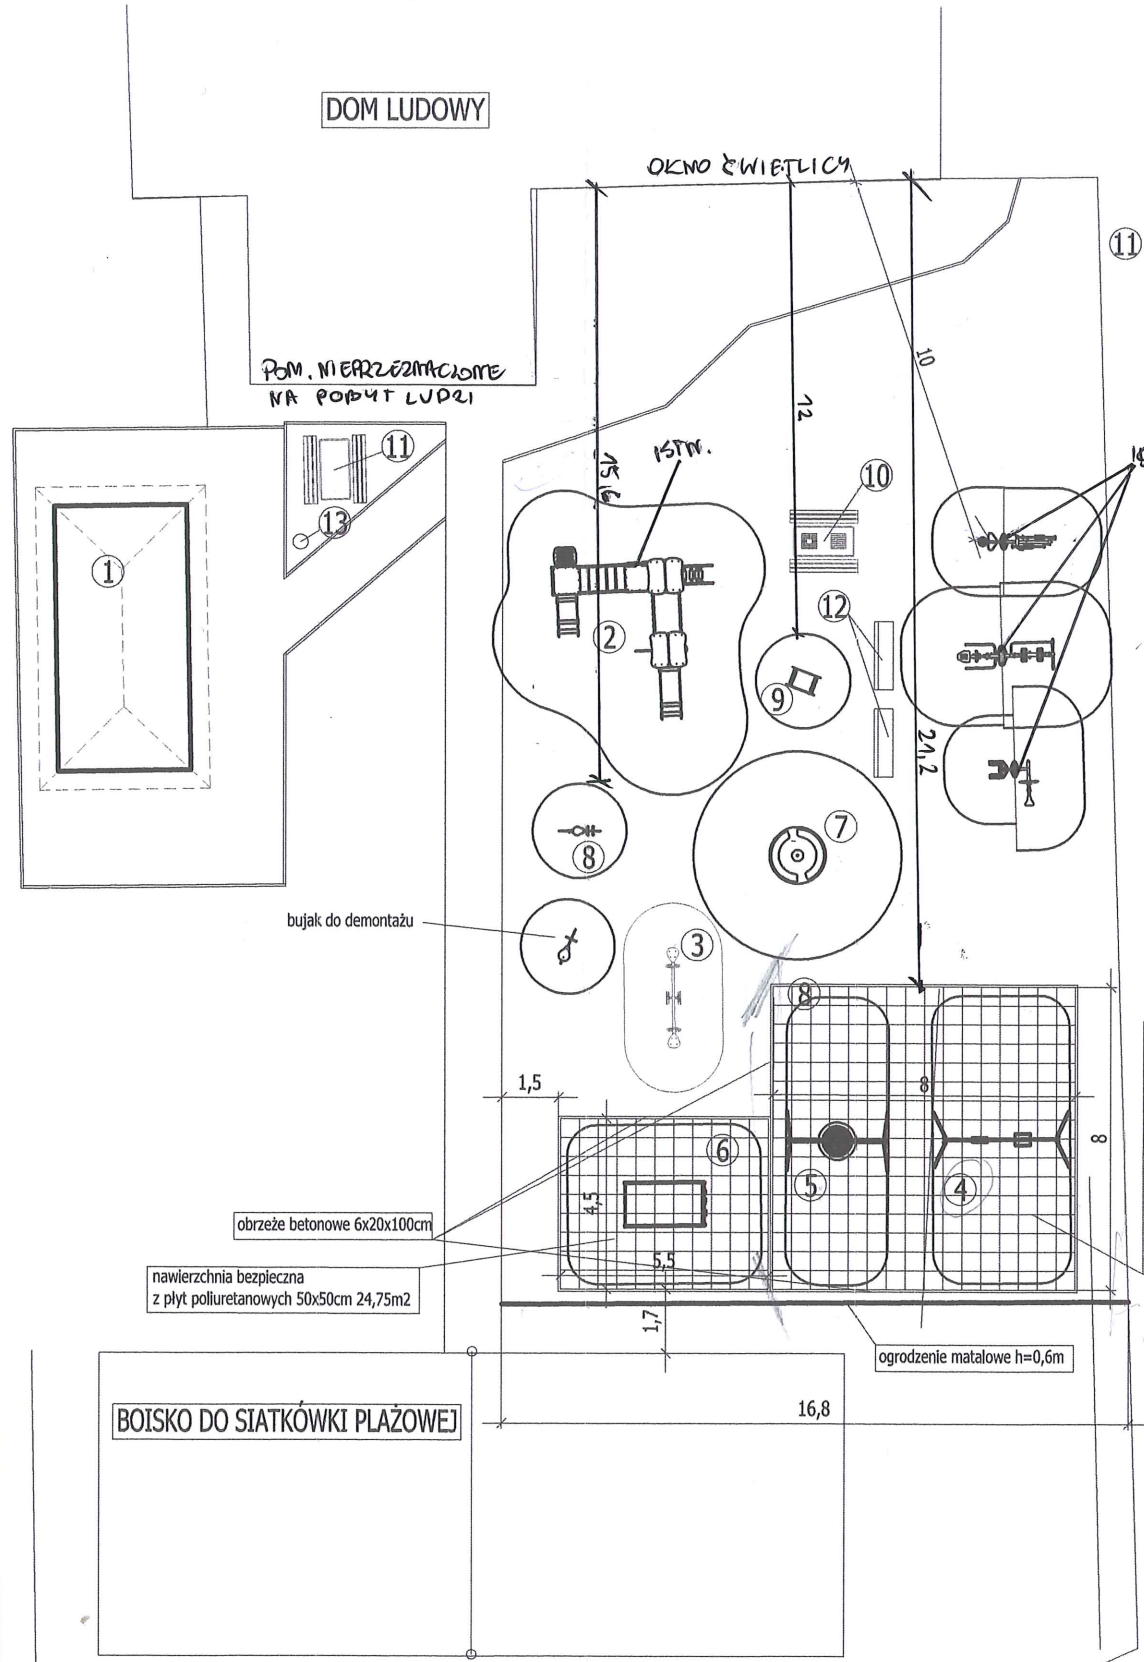 DOM LUDOWY
OKNO ŚWIETLICY
11
POM. NIEPRZEZNACZONE
NA POBYT LUDZI
10
12
15,6
ISTN.
11
10
13
1
2
12
9
21,2
7
8
bujak do demontażu
3
8
1,5
8
8
6
5
4
4,5
obrzeże betonowe 6x20x100cm
5,5
nawierzchnia bezpieczna
z płyt poliuretanowych 50x50cm 24,75m2
1,7
ogrodzenie matalowe h=0,6m
16,8
BOISKO DO SIATKÓWKI PLAŻOWEJ